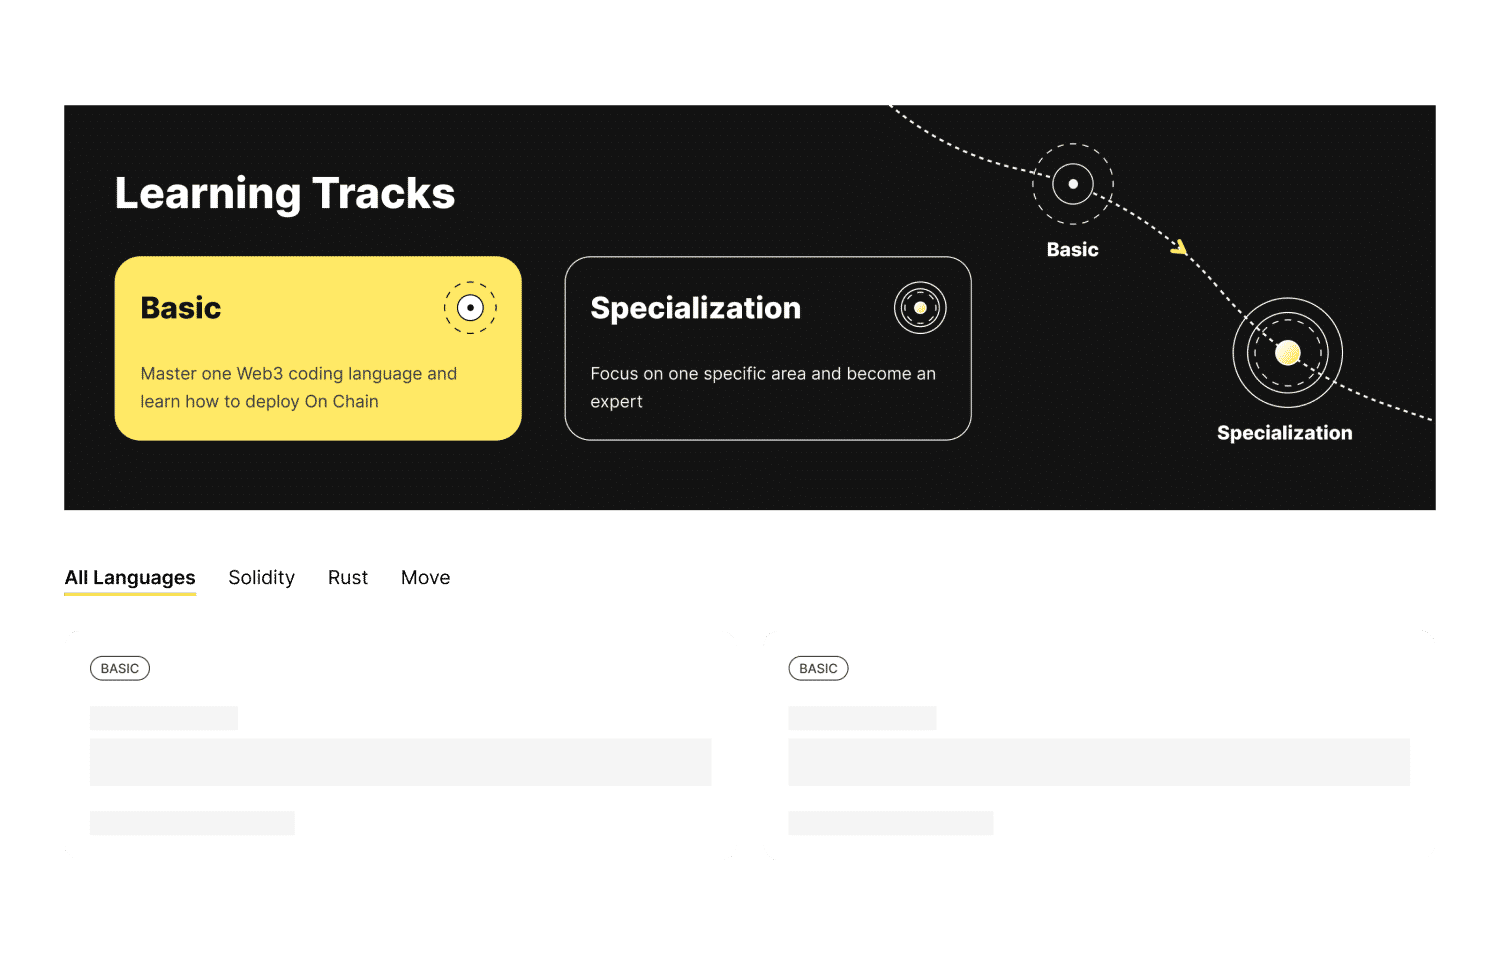 Learning Tracks
Basic
Master one Web3 coding language and
learn how to deploy On Chain
Specialization
Focus on one specific area and become an
expert
Basic
Specialization
All Languages Solidity Rust Move
BASIC
BASIC